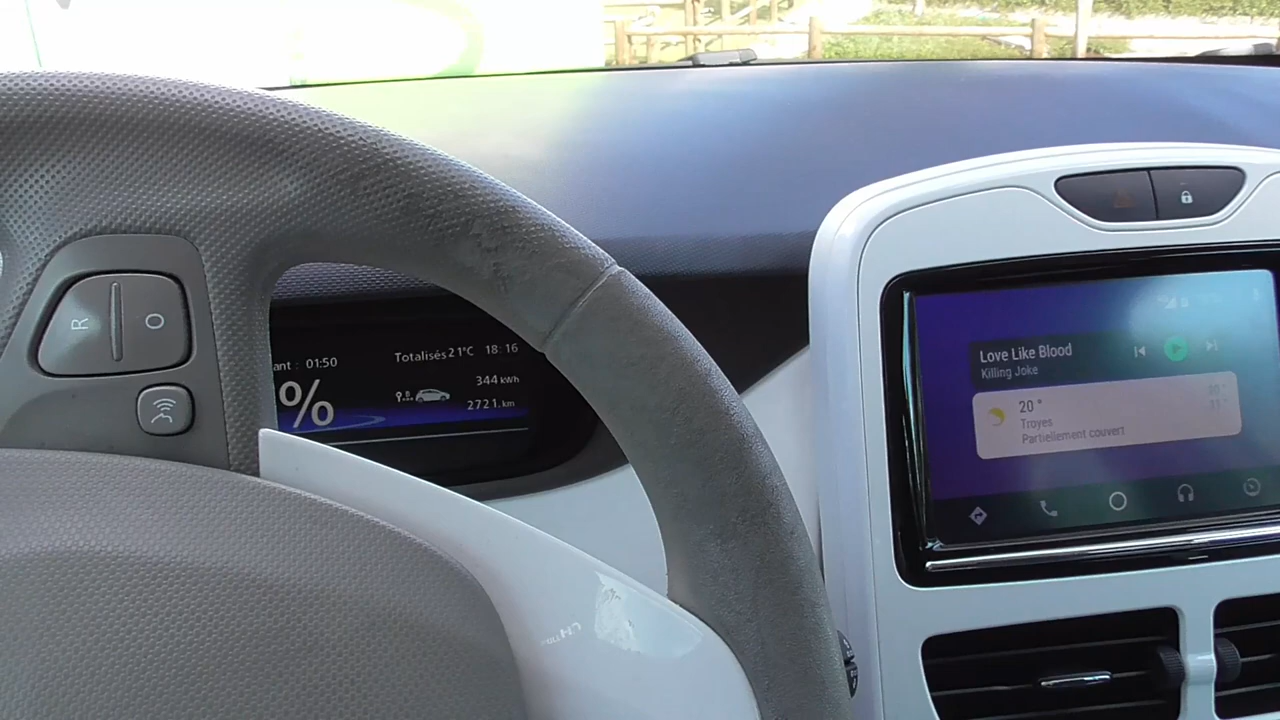 R
O
ant : 01:50
Totalisés 21°C 18:16
%
344 kWh
2721. km
Love Like Blood
Killing Joke
20 °
Troyes
Partiellement couvert